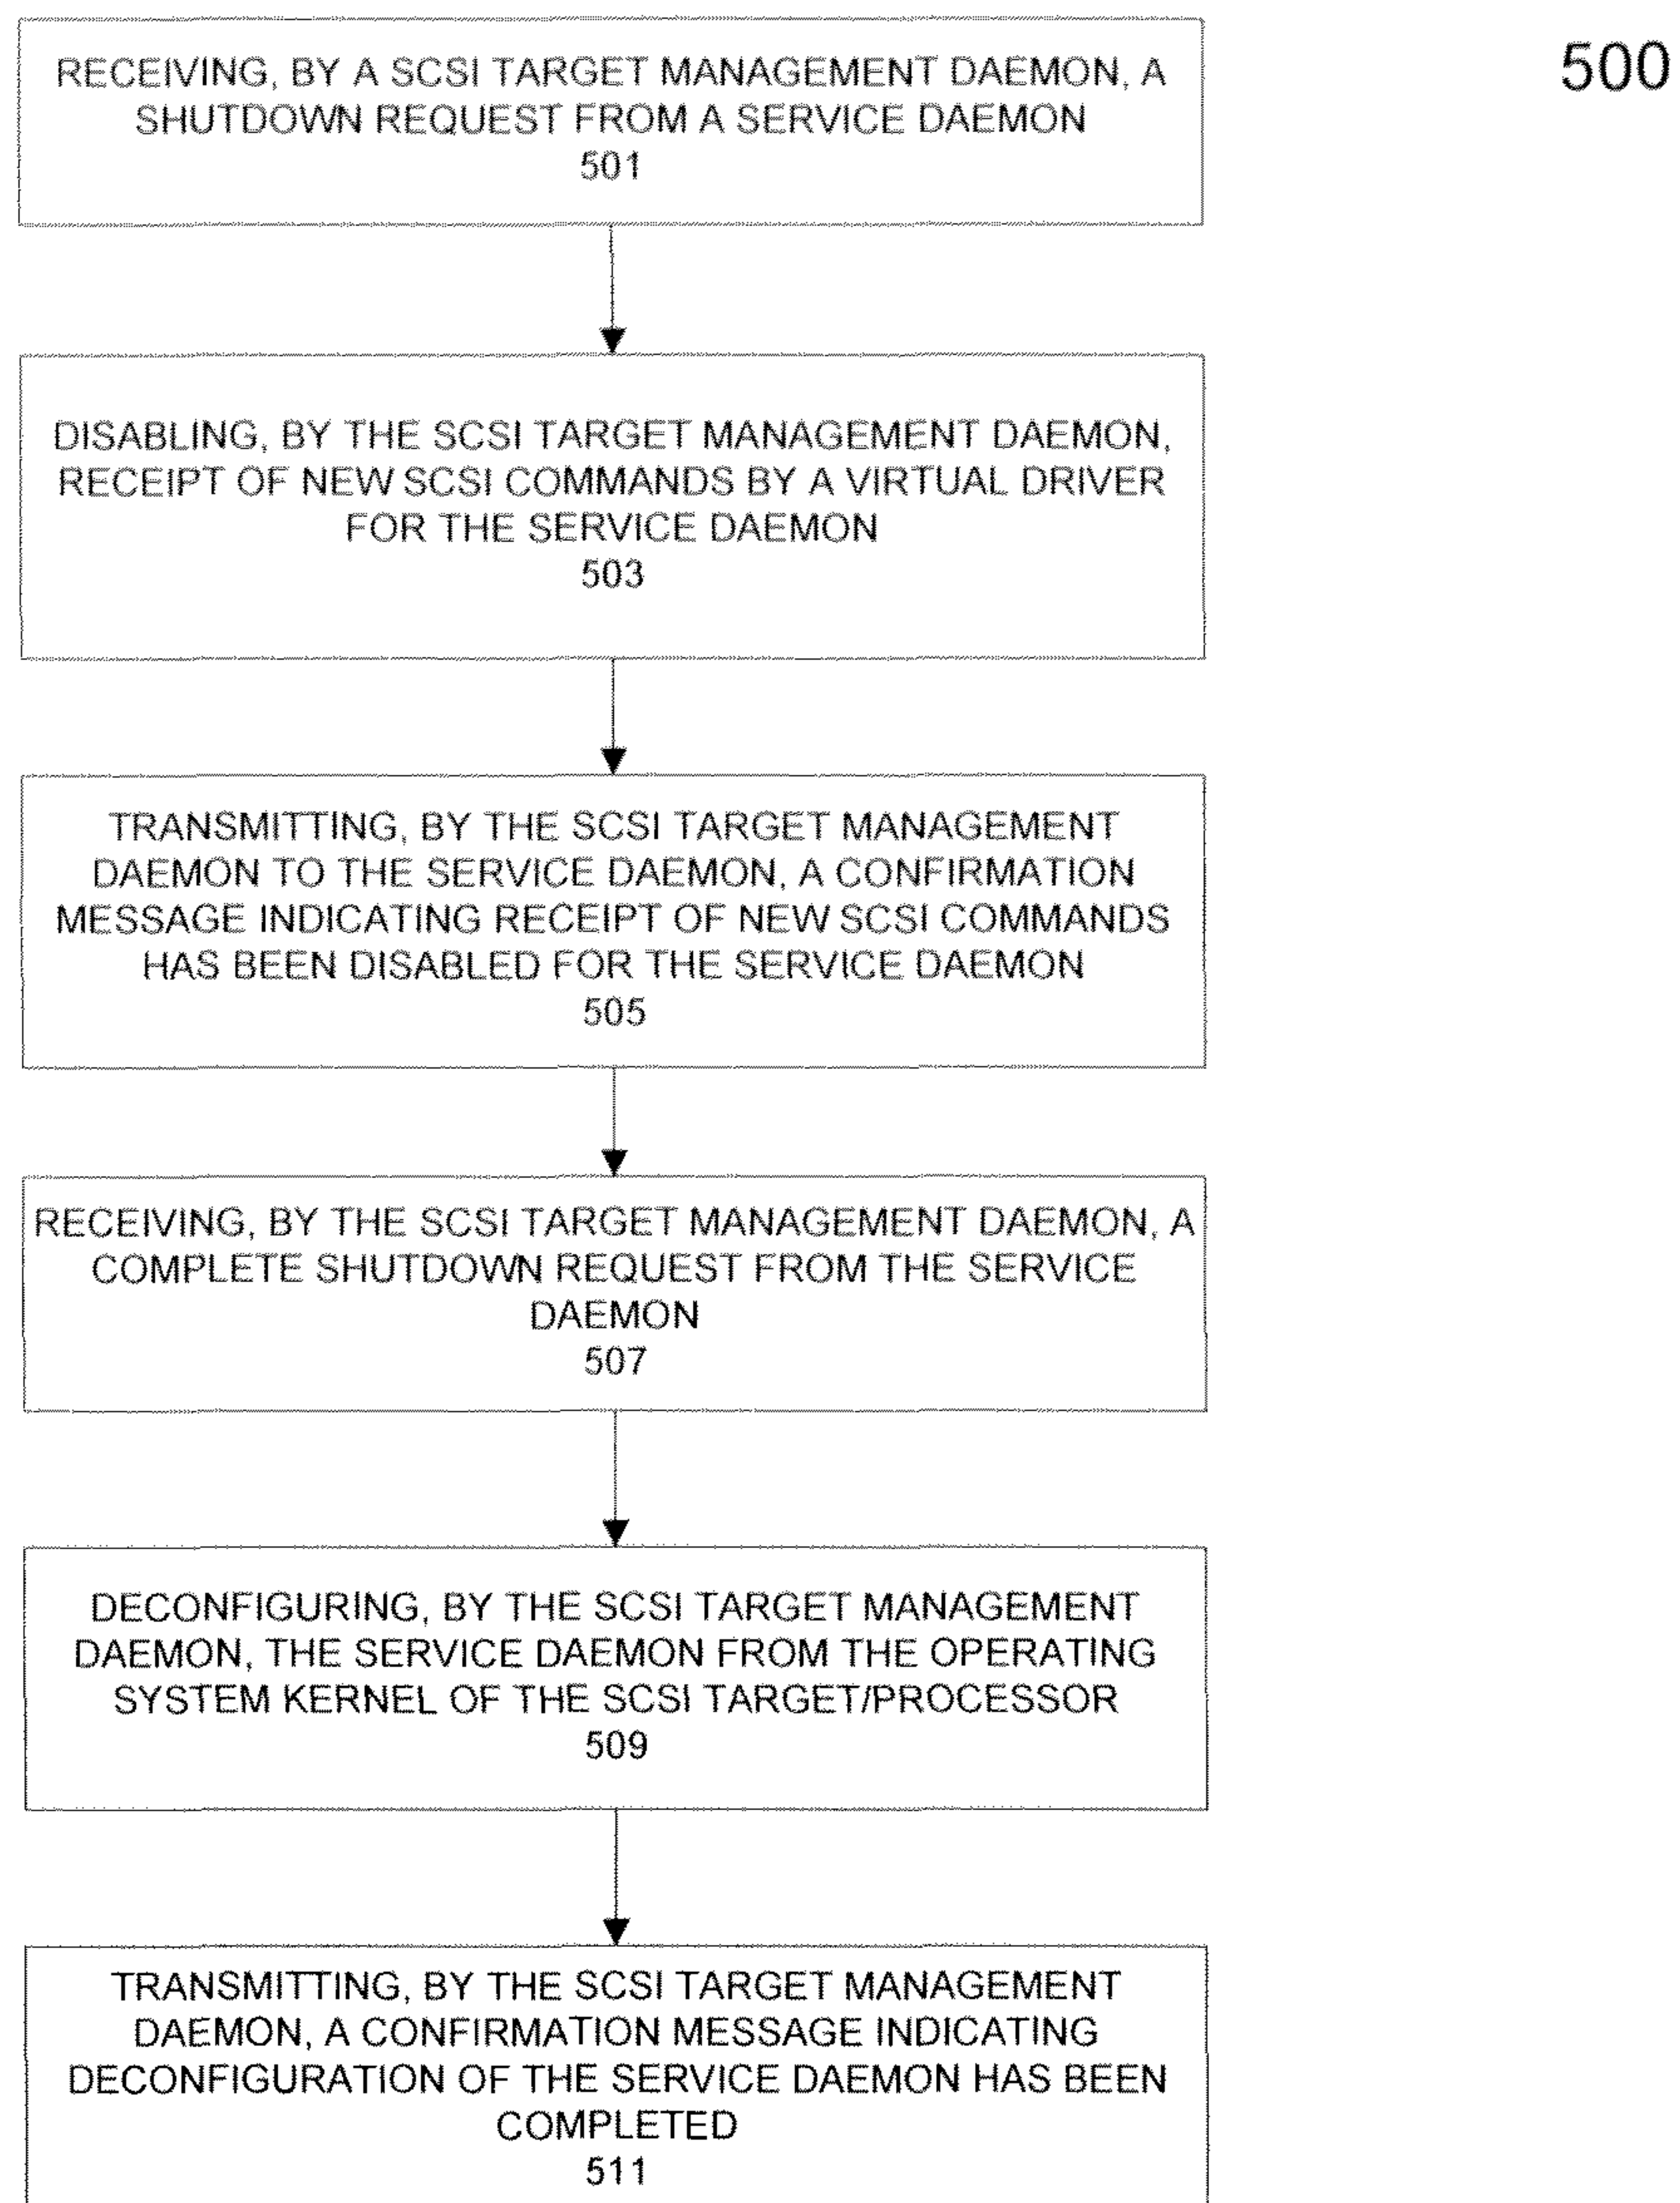 500
RECEIVING, BY A SCSI TARGET MANAGEMENT DAEMON, A
SHUTDOWN REQUEST FROM A SERVICE DAEMON
501
DISABLING, BY THE SCSI TARGET MANAGEMENT DAEMON,
RECEIPT OF NEW SCSI COMMANDS BY A VIRTUAL DRIVER
FOR THE SERVICE DAEMON
503
TRANSMITTING, BY THE SCSI TARGET MANAGEMENT
DAEMON TO THE SERVICE DAEMON, A CONFIRMATION
MESSAGE INDICATING RECEIPT OF NEW SCSI COMMANDS
HAS BEEN DISABLED FOR THE SERVICE DAEMON
505
RECEIVING, BY THE SCSI TARGET MANAGEMENT DAEMON, A
COMPLETE SHUTDOWN REQUEST FROM THE SERVICE
DAEMON
507
DECONFIGURING, BY THE SCSI TARGET MANAGEMENT
DAEMON, THE SERVICE DAEMON FROM THE OPERATING
SYSTEM KERNEL OF THE SCSI TARGET/PROCESSOR
509
TRANSMITTING, BY THE SCSI TARGET MANAGEMENT
DAEMON, A CONFIRMATION MESSAGE INDICATING
DECONFIGURATION OF THE SERVICE DAEMON HAS BEEN
COMPLETED
511